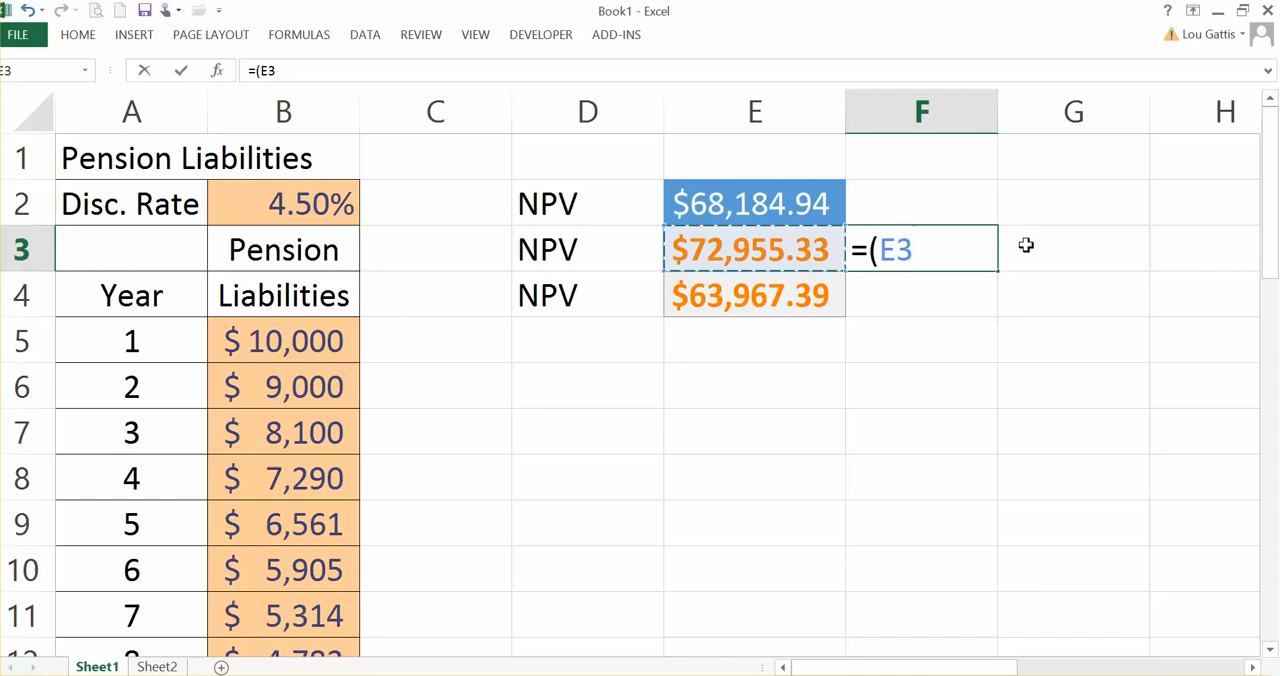 Book1 - Excel
?
FILE HOME INSERT PAGE LAYOUT FORMULAS DATA REVIEW VIEW DEVELOPER ADD-INS Lou Gattis
E3 fx =(E3
A B C D E F G H
1 Pension Liabilities
2 Disc. Rate 4.50% NPV $68,184.94
3 Pension NPV $72,955.33 =(E3
4 Year Liabilities NPV $63,967.39
5 1 $ 10,000
6 2 $ 9,000
7 3 $ 8,100
8 4 $ 7,290
9 5 $ 6,561
10 6 $ 5,905
11 7 $ 5,314
Sheet1 Sheet2